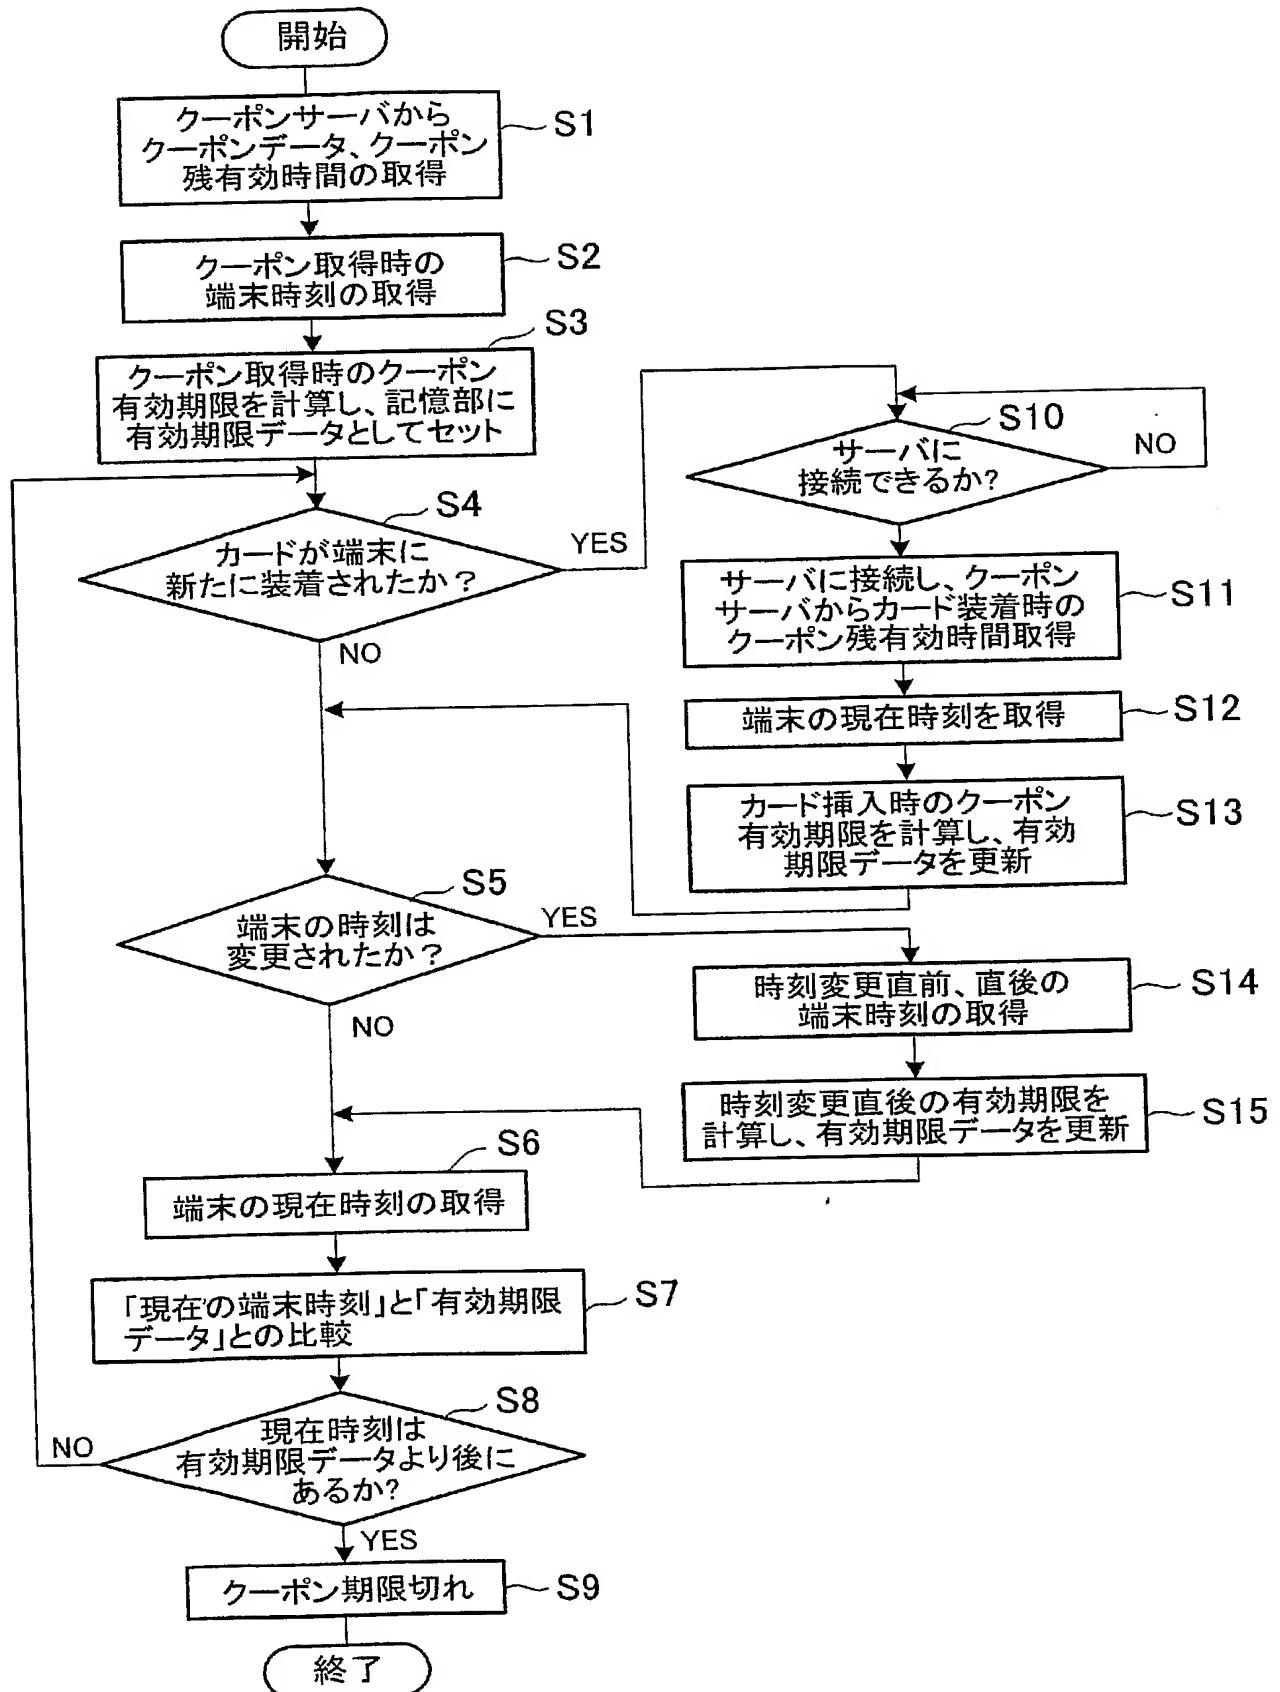 開始
クーポンサーバから
クーポンデータ、クーポン
残有効時間の取得
S1
クーポン取得時の
端末時刻の取得
S2
S3
クーポン取得時のクーポン
有効期限を計算し、記憶部に
有効期限データとしてセット
S4
カードが端末に
新たに装着されたか？
YES
NO
S10
サーバに
接続できるか?
NO
サーバに接続し、クーポン
サーバからカード装着時の
クーポン残有効時間取得
S11
端末の現在時刻を取得
S12
カード挿入時のクーポン
有効期限を計算し、有効
期限データを更新
S13
S5
端末の時刻は
変更されたか？
YES
NO
時刻変更直前、直後の
端末時刻の取得
S14
時刻変更直後の有効期限を
計算し、有効期限データを更新
S15
S6
端末の現在時刻の取得
「現在の端末時刻」と「有効期限
データ」との比較
S7
S8
現在時刻は
有効期限データより後に
あるか?
NO
YES
クーポン期限切れ
S9
終了